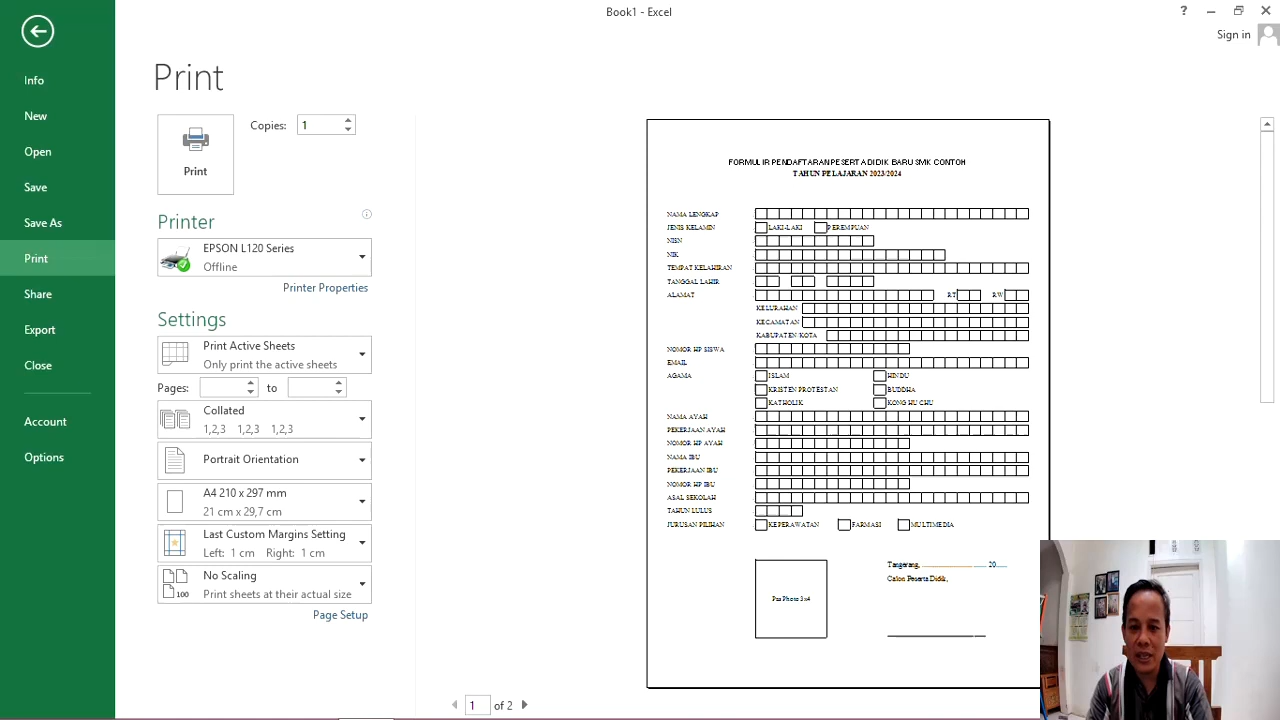 Book1 - Excel
?
Sign in
Info
New
Open
Save
Save As
Print
Share
Export
Close
Account
Options
Print
Print
Copies: 1
Printer
EPSON L120 Series
Offline
Printer Properties
Settings
Print Active Sheets
Only print the active sheets
Pages: to
Collated
1,2,3 1,2,3 1,2,3
Portrait Orientation
A4 210 x 297 mm
21 cm x 29,7 cm
Last Custom Margins Setting
Left: 1 cm Right: 1 cm
No Scaling
100
Print sheets at their actual size
Page Setup
FORMULIR PENDAFTARAN PESERTA DIDIK BARU SMK CONTOH
TAHUN PELAJARAN 2023/2024
NAMA LENGKAP
JENIS KELAMIN LAKI-LAKI PEREMPUAN
NISN
NIK
TEMPAT KELAHIRAN
TANGGAL LAHIR
ALAMAT RT RW
KELURAHAN
KECAMATAN
KABUPATEN/KOTA
NOMOR HP SISWA
EMAIL
AGAMA ISLAM HINDU
KRISTEN PROTESTAN BUDDHA
KATHOLIK KONG HU CHU
NAMA AYAH
PEKERJAAN AYAH
NOMOR HP AYAH
NAMA IBU
PEKERJAAN IBU
NOMOR HP IBU
ASAL SEKOLAH
TAHUN LULUS
JURUSAN PILIHAN KEPERAWATAN FARMASI MULTIMEDIA
Tangerang, 20
Calon Peserta Didik,
Pas Photo 3x4
1 of 2